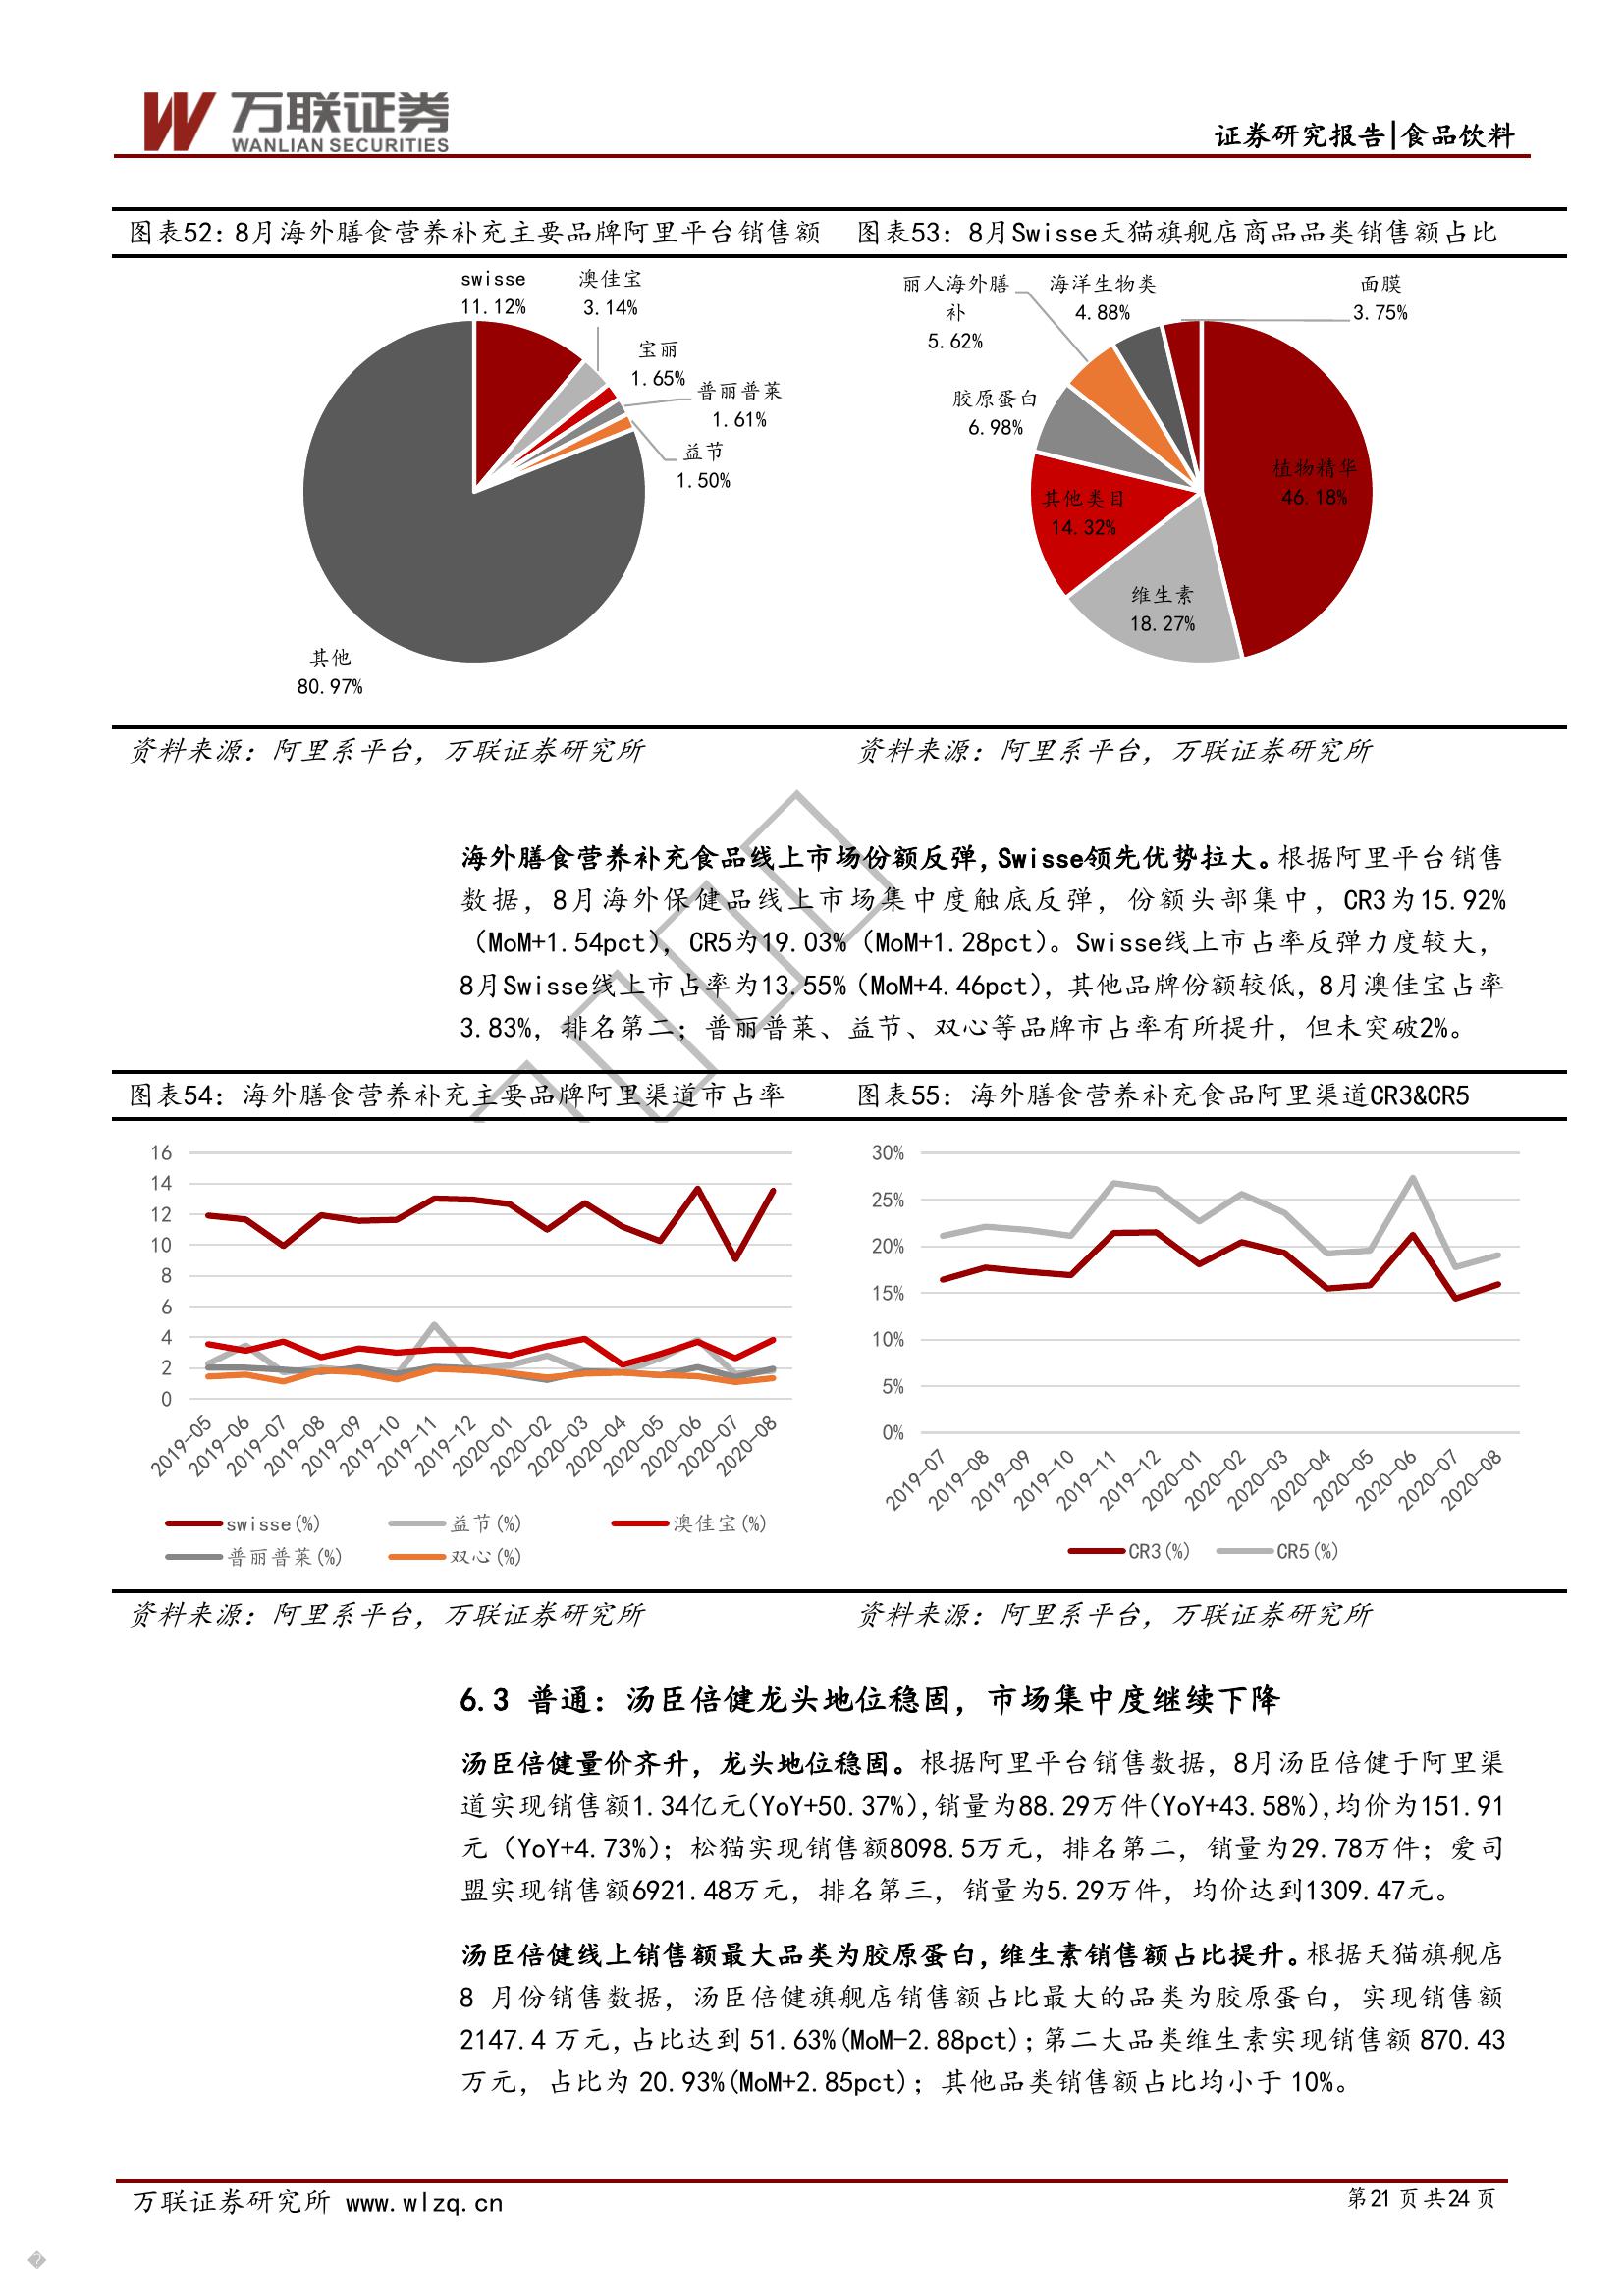 万联证券
WANLIAN SECURITIES
证券研究报告|食品饮料
图表52：8月海外膳食营养补充主要品牌阿里平台销售额
图表53：8月Swisse天猫旗舰店商品品类销售额占比
swisse
11.12%
澳佳宝
3.14%
宝丽
1.65%
普丽普莱
1.61%
益节
1.50%
其他
80.97%
丽人海外膳
补
5.62%
海洋生物类
4.88%
面膜
3.75%
胶原蛋白
6.98%
植物精华
46.18%
其他类目
14.32%
维生素
18.27%
资料来源：阿里系平台，万联证券研究所
资料来源：阿里系平台，万联证券研究所
海外膳食营养补充食品线上市场份额反弹，Swisse领先优势拉大。根据阿里平台销售
数据，8月海外保健品线上市场集中度触底反弹，份额头部集中，CR3为15.92%
（MoM+1.54pct），CR5为19.03%（MoM+1.28pct）。Swisse线上市占率反弹力度较大，
8月Swisse线上市占率为13.55%（MoM+4.46pct），其他品牌份额较低，8月澳佳宝占率
3.83%，排名第二；普丽普莱、益节、双心等品牌市占率有所提升，但未突破2%。
图表54：海外膳食营养补充主要品牌阿里渠道市占率
图表55：海外膳食营养补充食品阿里渠道CR3&CR5
16
14
12
10
8
6
4
2
0
2019-05
2019-06
2019-07
2019-08
2019-09
2019-10
2019-11
2019-12
2020-01
2020-02
2020-03
2020-04
2020-05
2020-06
2020-07
2020-08
swisse(%)
益节(%)
澳佳宝(%)
普丽普莱(%)
双心(%)
30%
25%
20%
15%
10%
5%
0%
2019-07
2019-08
2019-09
2019-10
2019-11
2019-12
2020-01
2020-02
2020-03
2020-04
2020-05
2020-06
2020-07
2020-08
CR3(%)
CR5(%)
资料来源：阿里系平台，万联证券研究所
资料来源：阿里系平台，万联证券研究所
6.3 普通：汤臣倍健龙头地位稳固，市场集中度继续下降
汤臣倍健量价齐升，龙头地位稳固。根据阿里平台销售数据，8月汤臣倍健于阿里渠
道实现销售额1.34亿元(YoY+50.37%),销量为88.29万件(YoY+43.58%),均价为151.91
元（YoY+4.73%）；松猫实现销售额8098.5万元，排名第二，销量为29.78万件；爱司
盟实现销售额6921.48万元，排名第三，销量为5.29万件，均价达到1309.47元。
汤臣倍健线上销售额最大品类为胶原蛋白，维生素销售额占比提升。根据天猫旗舰店
8 月份销售数据，汤臣倍健旗舰店销售额占比最大的品类为胶原蛋白，实现销售额
2147.4 万元，占比达到 51.63%(MoM-2.88pct)；第二大品类维生素实现销售额 870.43
万元，占比为 20.93%(MoM+2.85pct)；其他品类销售额占比均小于 10%。
万联证券研究所 www.wlzq.cn
第21 页 共24 页